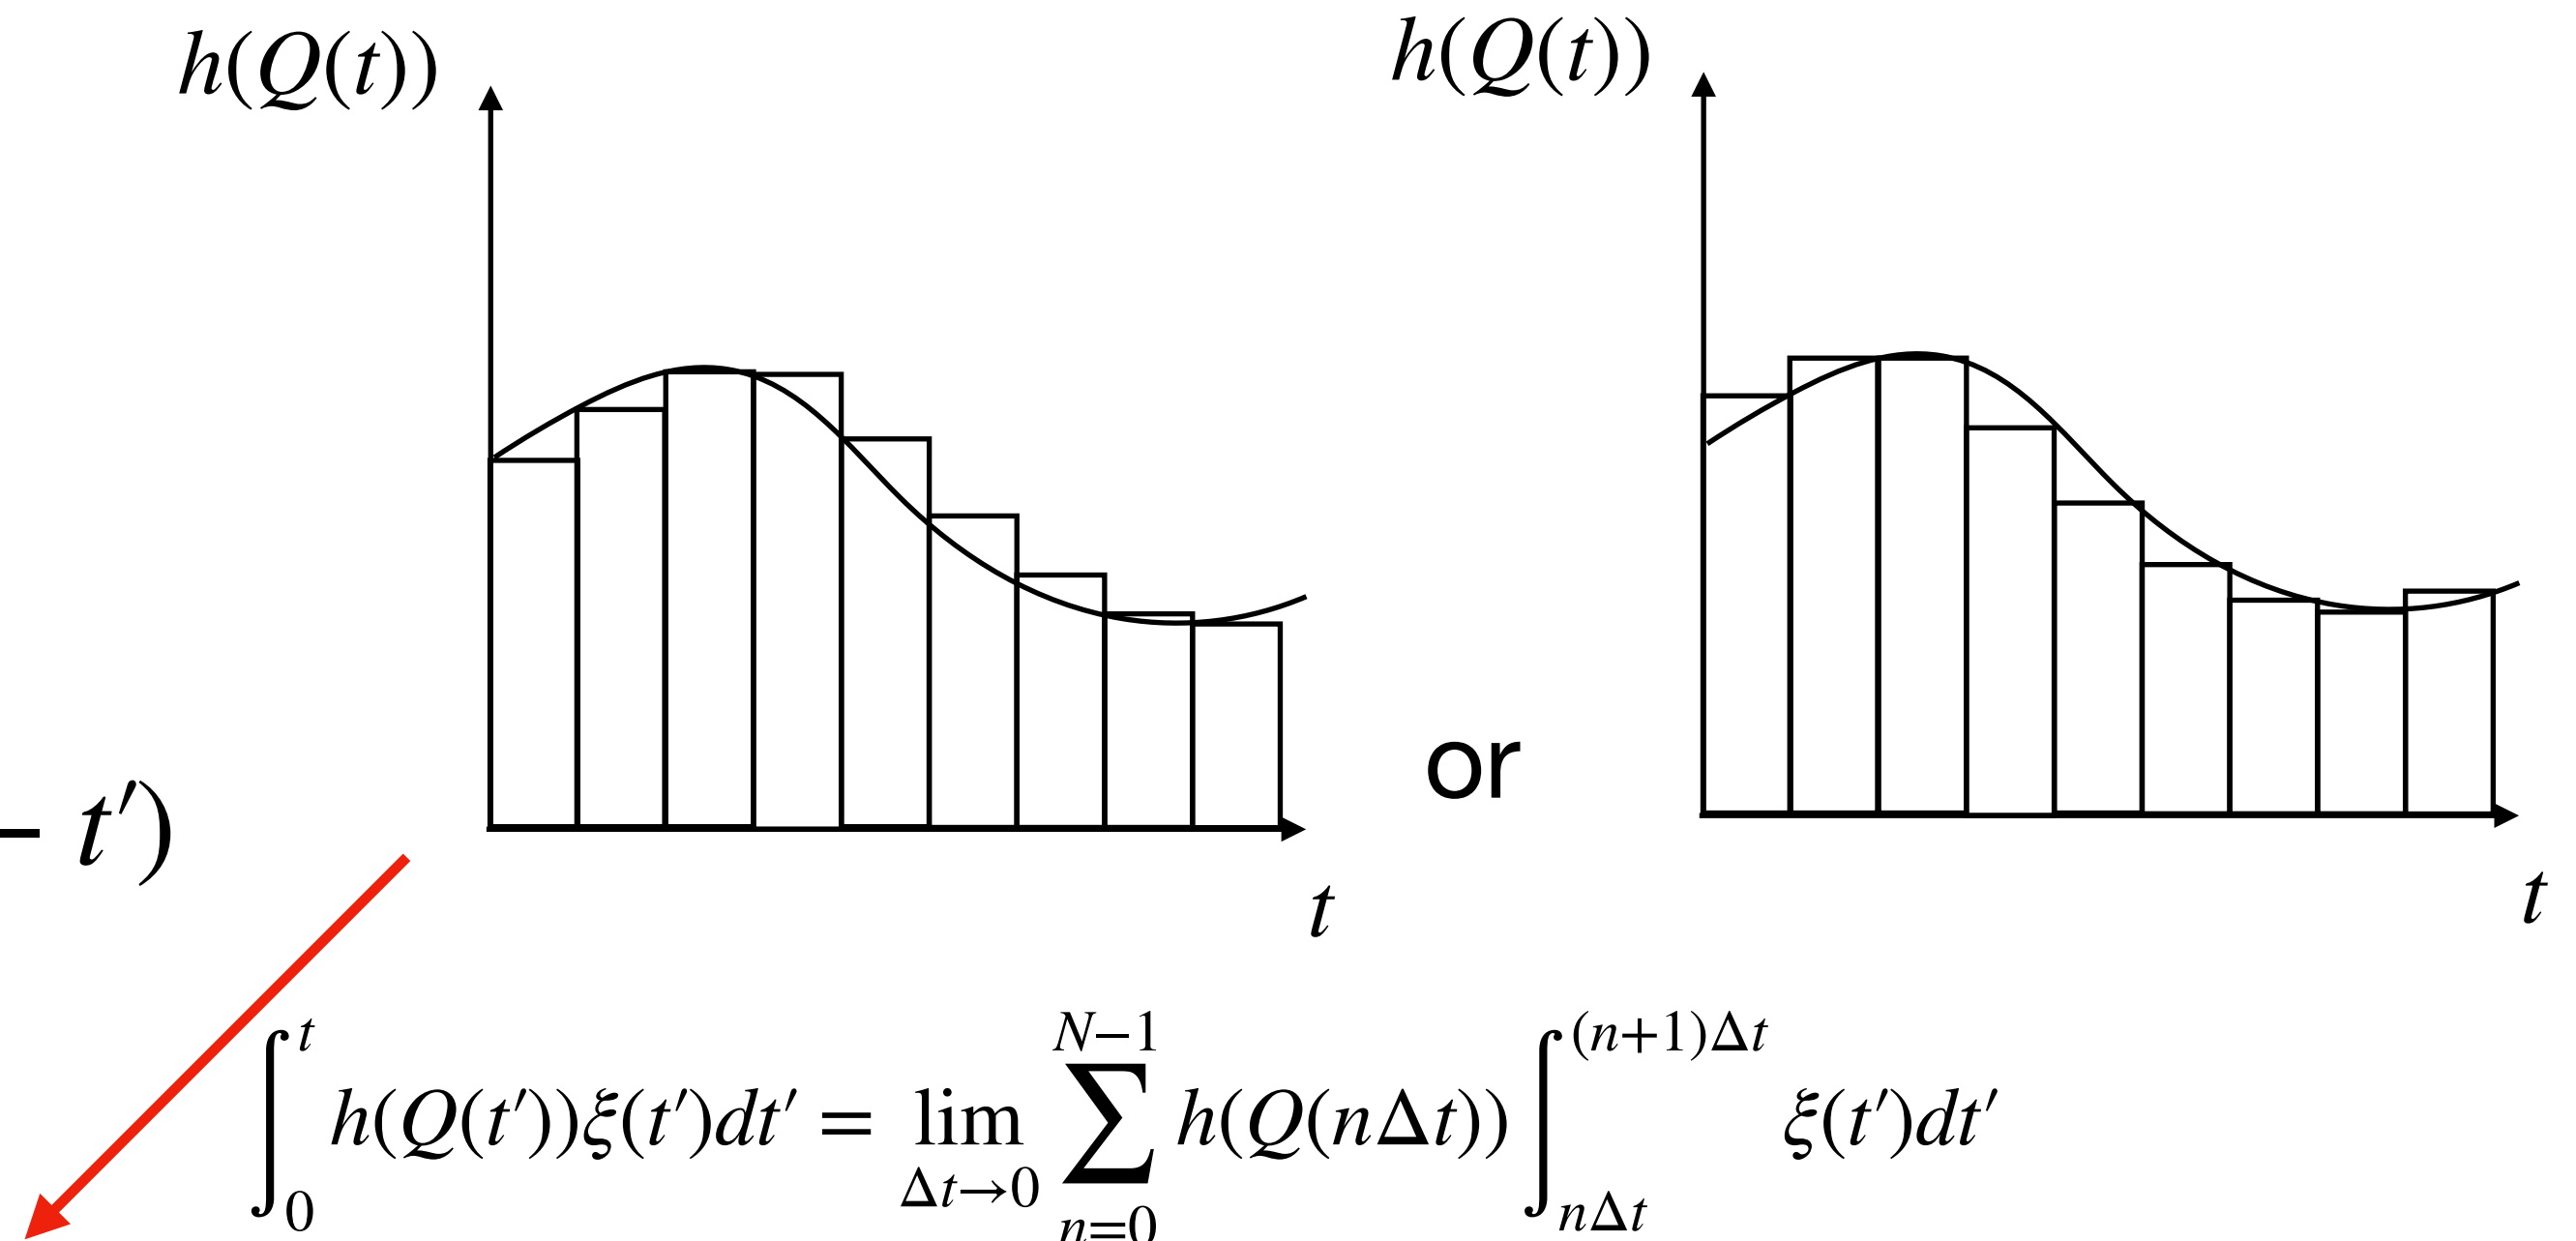 h(Q(t))
h(Q(t))
or
− t′)
t
t
∫₀ᵗ h(Q(t′))ξ(t′)dt′ = lim_{Δt→0} ∑_{n=0}^{N−1} h(Q(nΔt)) ∫_{nΔt}^{(n+1)Δt} ξ(t′)dt′